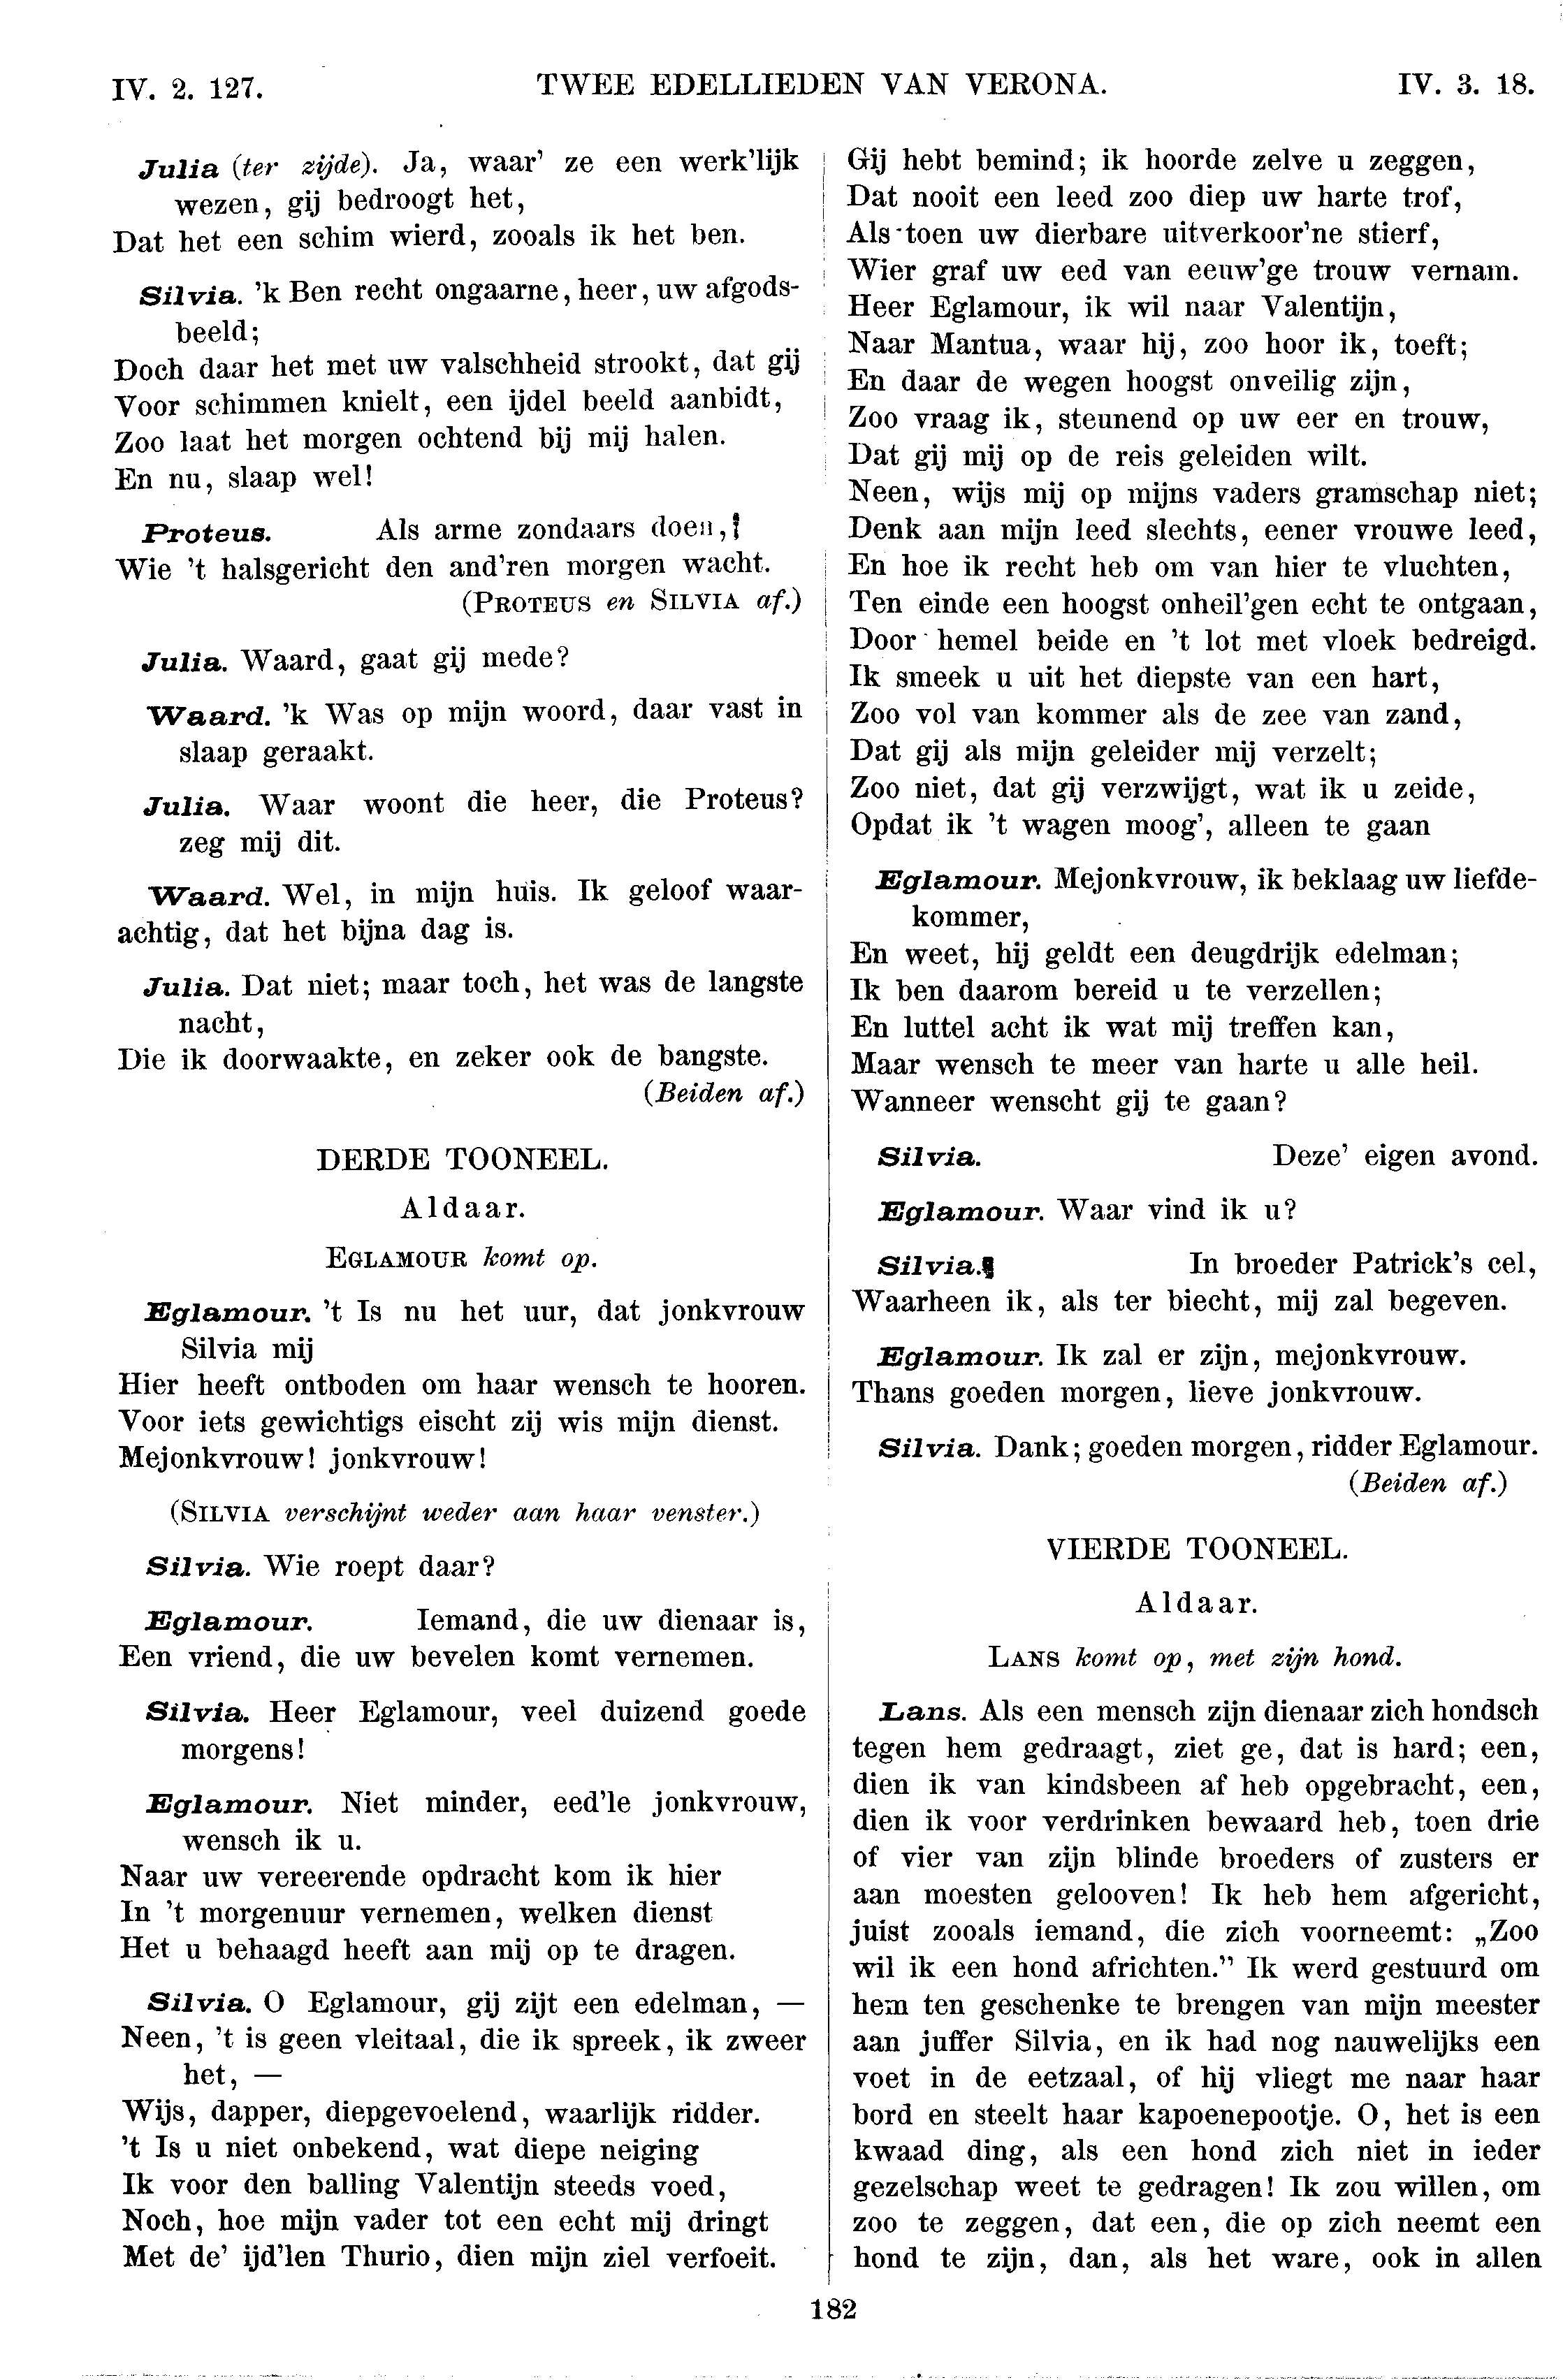 IV. 2. 127. TWEE EDELLIEDEN VAN VERONA. IV. 3. 18.
Julia (ter zijde). Ja, waar' ze een werk'lijk
wezen, gij bedroogt het,
Dat het een schim wierd, zooals ik het ben.
Silvia. 'k Ben recht ongaarne, heer, uw afgods-
beeld;
Doch daar het met uw valschheid strookt, dat gij
Voor schimmen knielt, een ijdel beeld aanbidt,
Zoo laat het morgen ochtend bij mij halen.
En nu, slaap wel!
Proteus. Als arme zondaars doen,
Wie 't halsgericht den and'ren morgen wacht.
(PROTEUS en SILVIA af.)
Julia. Waard, gaat gij mede?
Waard. 'k Was op mijn woord, daar vast in
slaap geraakt.
Julia. Waar woont die heer, die Proteus?
zeg mij dit.
Waard. Wel, in mijn huis. Ik geloof waar-
achtig, dat het bijna dag is.
Julia. Dat niet; maar toch, het was de langste
nacht,
Die ik doorwaakte, en zeker ook de bangste.
(Beiden af.)
DERDE TOONEEL.
Aldaar.
EGLAMOUR komt op.
Eglamour. 't Is nu het uur, dat jonkvrouw
Silvia mij
Hier heeft ontboden om haar wensch te hooren.
Voor iets gewichtigs eischt zij wis mijn dienst.
Mejonkvrouw! jonkvrouw!
(SILVIA verschijnt weder aan haar venster.)
Silvia. Wie roept daar?
Eglamour. Iemand, die uw dienaar is,
Een vriend, die uw bevelen komt vernemen.
Silvia. Heer Eglamour, veel duizend goede
morgens!
Eglamour. Niet minder, eed'le jonkvrouw,
wensch ik u.
Naar uw vereerende opdracht kom ik hier
In 't morgenuur vernemen, welken dienst
Het u behaagd heeft aan mij op te dragen.
Silvia. O Eglamour, gij zijt een edelman, —
Neen, 't is geen vleitaal, die ik spreek, ik zweer
het, —
Wijs, dapper, diepgevoelend, waarlijk ridder.
't Is u niet onbekend, wat diepe neiging
Ik voor den balling Valentijn steeds voed,
Noch, hoe mijn vader tot een echt mij dringt
Met de' ijd'len Thurio, dien mijn ziel verfoeit.
Gij hebt bemind; ik hoorde zelve u zeggen,
Dat nooit een leed zoo diep uw harte trof,
Als toen uw dierbare uitverkoor'ne stierf,
Wier graf uw eed van eeuw'ge trouw vernam.
Heer Eglamour, ik wil naar Valentijn,
Naar Mantua, waar hij, zoo hoor ik, toeft;
En daar de wegen hoogst onveilig zijn,
Zoo vraag ik, steunend op uw eer en trouw,
Dat gij mij op de reis geleiden wilt.
Neen, wijs mij op mijns vaders gramschap niet;
Denk aan mijn leed slechts, eener vrouwe leed,
En hoe ik recht heb om van hier te vluchten,
Ten einde een hoogst onheil'gen echt te ontgaan,
Door hemel beide en 't lot met vloek bedreigd.
Ik smeek u uit het diepste van een hart,
Zoo vol van kommer als de zee van zand,
Dat gij als mijn geleider mij verzelt;
Zoo niet, dat gij verzwijgt, wat ik u zeide,
Opdat ik 't wagen moog', alleen te gaan
Eglamour. Mejonkvrouw, ik beklaag uw liefde-
kommer,
En weet, hij geldt een deugdrijk edelman;
Ik ben daarom bereid u te verzellen;
En luttel acht ik wat mij treffen kan,
Maar wensch te meer van harte u alle heil.
Wanneer wenscht gij te gaan?
Silvia. Deze' eigen avond.
Eglamour. Waar vind ik u?
Silvia. In broeder Patrick's cel,
Waarheen ik, als ter biecht, mij zal begeven.
Eglamour. Ik zal er zijn, mejonkvrouw.
Thans goeden morgen, lieve jonkvrouw.
Silvia. Dank; goeden morgen, ridder Eglamour.
(Beiden af.)
VIERDE TOONEEL.
Aldaar.
LANS komt op, met zijn hond.
Lans. Als een mensch zijn dienaar zich hondsch
tegen hem gedraagt, ziet ge, dat is hard; een,
dien ik van kindsbeen af heb opgebracht, een,
dien ik voor verdrinken bewaard heb, toen drie
of vier van zijn blinde broeders of zusters er
aan moesten gelooven! Ik heb hem afgericht,
juist zooals iemand, die zich voorneemt: „Zoo
wil ik een hond africhten.” Ik werd gestuurd om
hem ten geschenke te brengen van mijn meester
aan juffer Silvia, en ik had nog nauwelijks een
voet in de eetzaal, of hij vliegt me naar haar
bord en steelt haar kapoenepootje. O, het is een
kwaad ding, als een hond zich niet in ieder
gezelschap weet te gedragen! Ik zou willen, om
zoo te zeggen, dat een, die op zich neemt een
hond te zijn, dan, als het ware, ook in allen
182